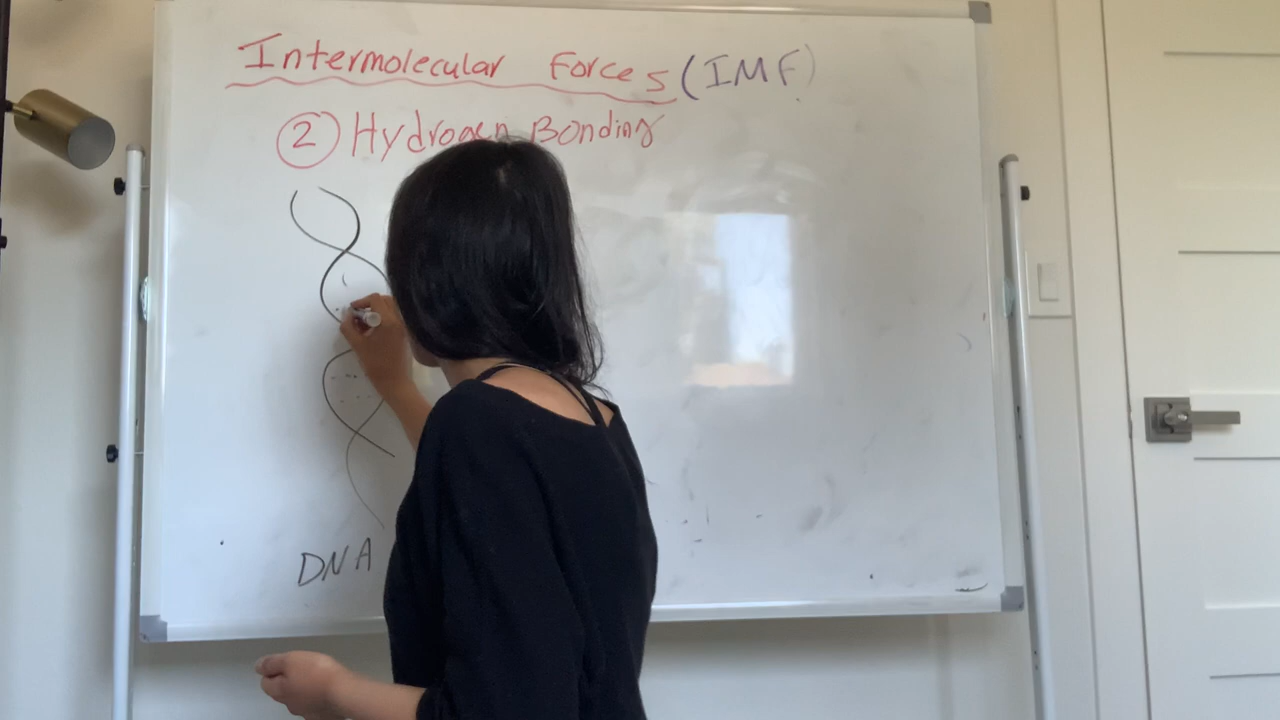 Intermolecular Forces (IMF)
② Hydrogen Bonding
DNA